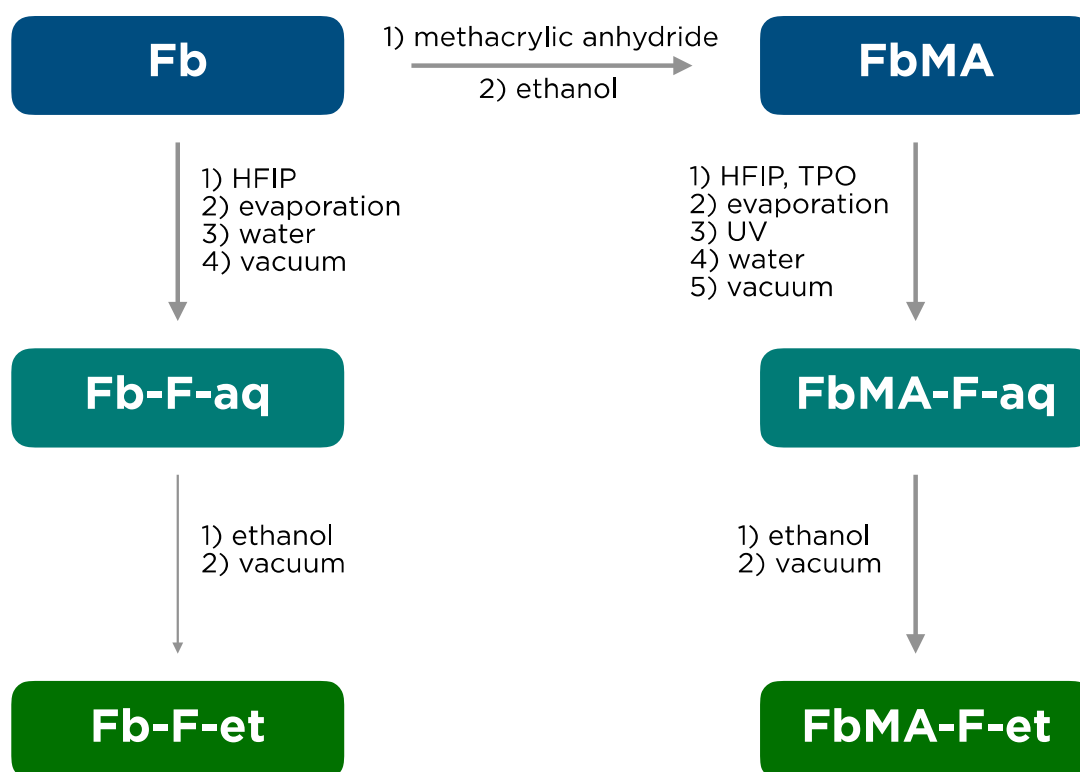 Fb
1) methacrylic anhydride
2) ethanol
FbMA
1) HFIP
2) evaporation
3) water
4) vacuum
1) HFIP, TPO
2) evaporation
3) UV
4) water
5) vacuum
Fb-F-aq
FbMA-F-aq
1) ethanol
2) vacuum
1) ethanol
2) vacuum
Fb-F-et
FbMA-F-et